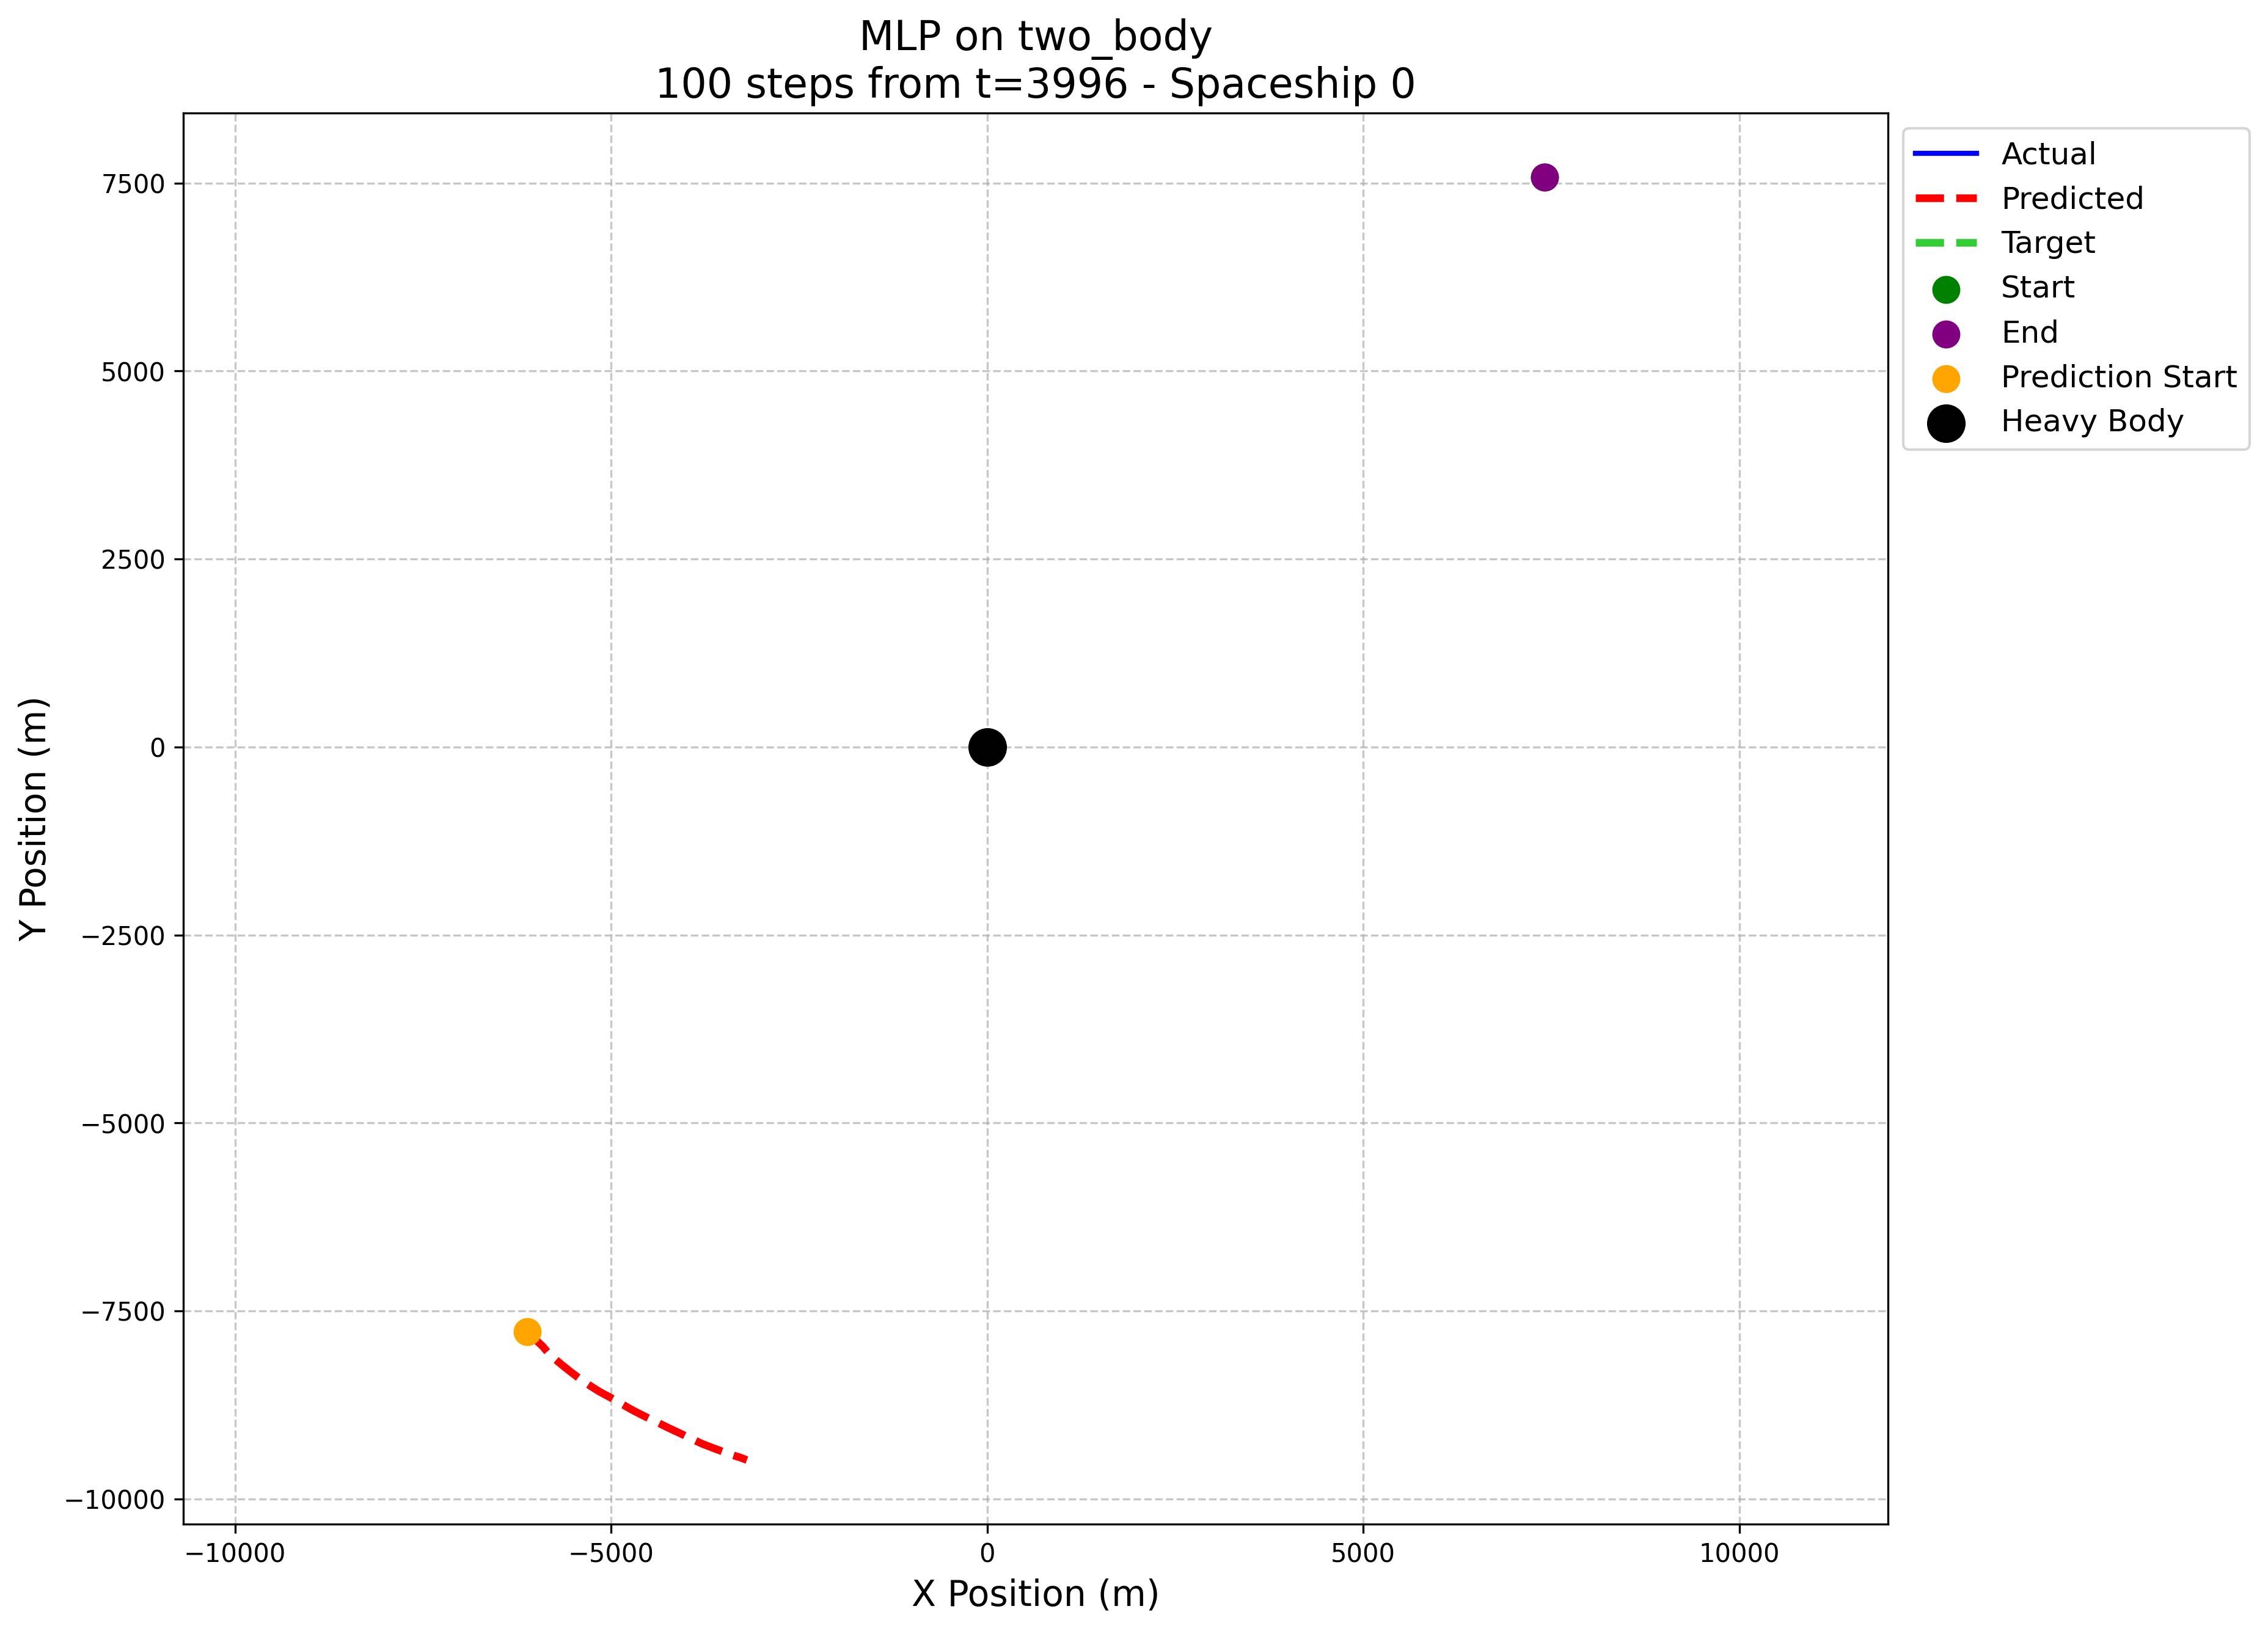 MLP on two_body
100 steps from t=3996 - Spaceship 0
Actual
Predicted
Target
Start
End
Prediction Start
Heavy Body
Y Position (m)
7500
5000
2500
0
−2500
−5000
−7500
−10000
−10000
−5000
0
5000
10000
X Position (m)